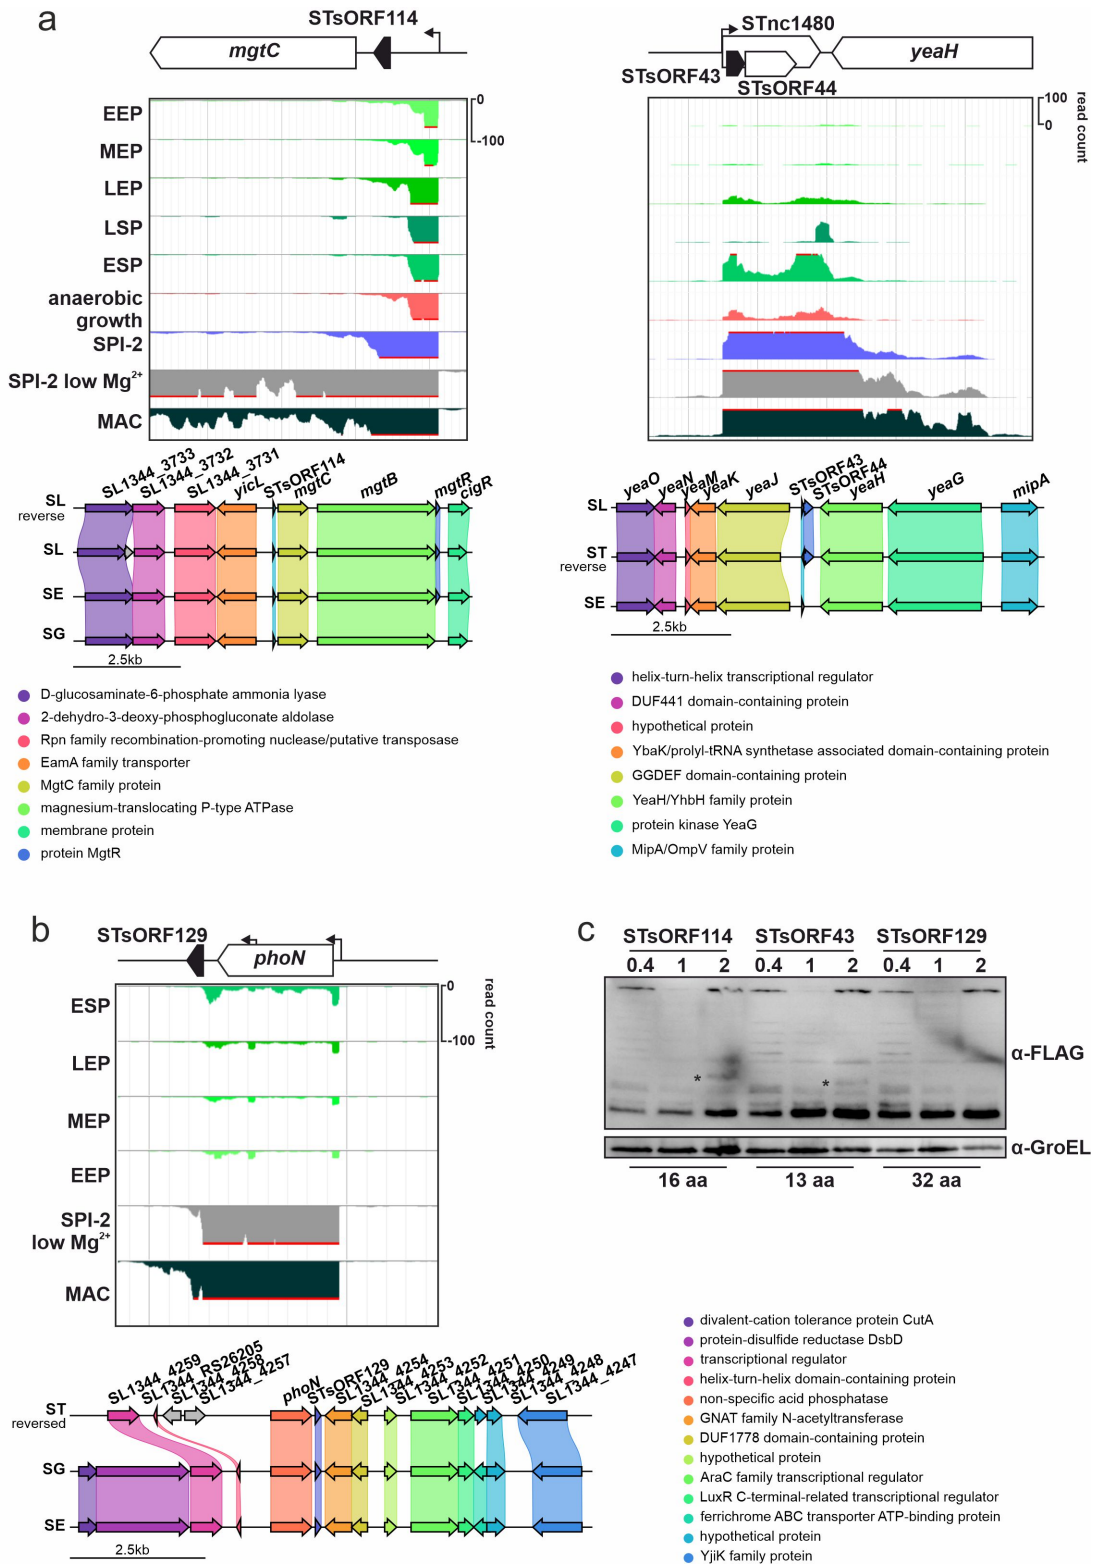 a
STsORF114
mgtC
EEP
MEP
LEP
LSP
ESP
anaerobic
growth
SPI-2
SPI-2 low Mg2+
MAC
0
-100
STnc1480
yeaH
STsORF43
STsORF44
100
0
read count
SL1344_3733
SL1344_3732
SL1344_3731
yicL
STsORF114
mgtC
mgtB
mgtR
cigR
SL
reverse
SL
SE
SG
2.5kb
D-glucosaminate-6-phosphate ammonia lyase
2-dehydro-3-deoxy-phosphogluconate aldolase
Rpn family recombination-promoting nuclease/putative transposase
EamA family transporter
MgtC family protein
magnesium-translocating P-type ATPase
membrane protein
protein MgtR
yeaO
yeaN
yeaM
yeaK
yeaJ
STsORF43
STsORF44
yeaH
yeaG
mipA
SL
ST
reverse
SE
2.5kb
helix-turn-helix transcriptional regulator
DUF441 domain-containing protein
hypothetical protein
YbaK/prolyl-tRNA synthetase associated domain-containing protein
GGDEF domain-containing protein
YeaH/YhbH family protein
protein kinase YeaG
MipA/OmpV family protein
b
STsORF129
phoN
ESP
LEP
MEP
EEP
SPI-2
low Mg2+
MAC
0
-100
read count
SL1344_4259
SL1344_RS26205
SL1344_4258
SL1344_4257
phoN
STsORF129
SL1344_4254
SL1344_4253
SL1344_4252
SL1344_4251
SL1344_4250
SL1344_4249
SL1344_4248
SL1344_4247
ST
reversed
SG
SE
2.5kb
c
STsORF114 STsORF43 STsORF129
0.4 1 2 0.4 1 2 0.4 1 2
*
*
α-FLAG
α-GroEL
16 aa 13 aa 32 aa
divalent-cation tolerance protein CutA
protein-disulfide reductase DsbD
transcriptional regulator
helix-turn-helix domain-containing protein
non-specific acid phosphatase
GNAT family N-acetyltransferase
DUF1778 domain-containing protein
hypothetical protein
AraC family transcriptional regulator
LuxR C-terminal-related transcriptional regulator
ferrichrome ABC transporter ATP-binding protein
hypothetical protein
YjiK family protein